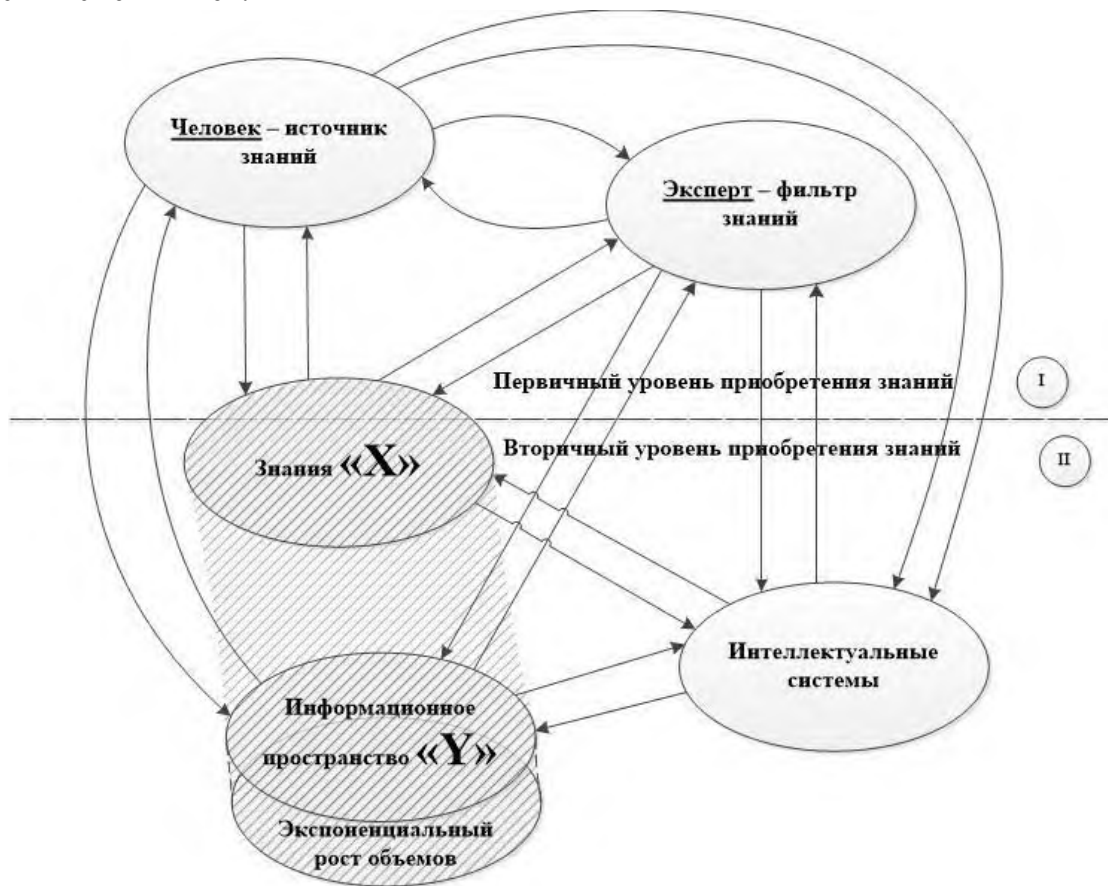 Человек – источник
знаний
Эксперт – фильтр
знаний
Первичный уровень приобретения знаний
I
Вторичный уровень приобретения знаний
II
Знания «X»
Интеллектуальные
системы
Информационное
пространство «Y»
Экспоненциальный
рост объемов